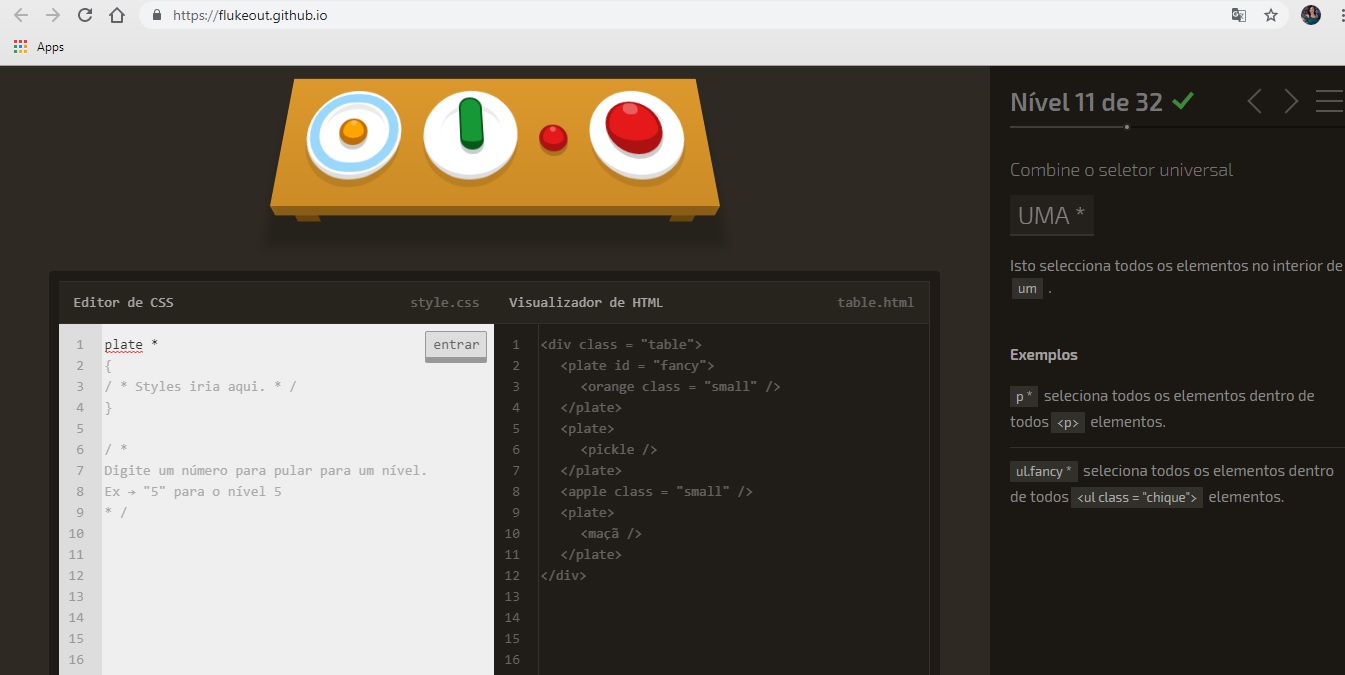 https://flukeout.github.io
Apps
Nível 11 de 32
Combine o seletor universal
UMA *
Isto selecciona todos os elementos no interior de
um .
Exemplos
p * seleciona todos os elementos dentro de
todos <p> elementos.
ul.fancy * seleciona todos os elementos dentro
de todos <ul class = "chique"> elementos.
Editor de CSS style.css
1 plate * entrar
2 {
3 / * Styles iria aqui. * /
4 }
5
6 / *
7 Digite um número para pular para um nível.
8 Ex → "5" para o nível 5
9 * /
10
11
12
13
14
15
16
Visualizador de HTML table.html
1 <div class = "table">
2 <plate id = "fancy">
3 <orange class = "small" />
4 </plate>
5 <plate>
6 <pickle />
7 </plate>
8 <apple class = "small" />
9 <plate>
10 <maçã />
11 </plate>
12 </div>
13
14
15
16